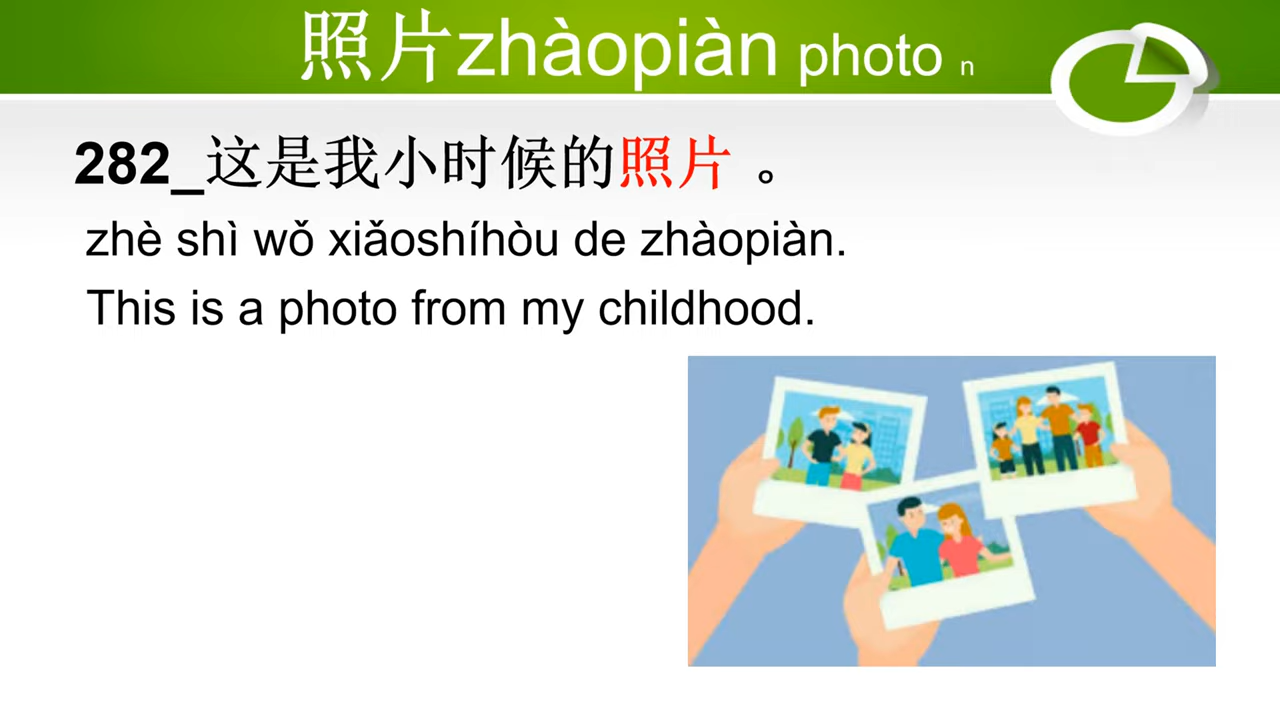 照片zhàopiàn photo n
282_这是我小时候的照片 。
zhè shì wǒ xiǎoshíhòu de zhàopiàn.
This is a photo from my childhood.